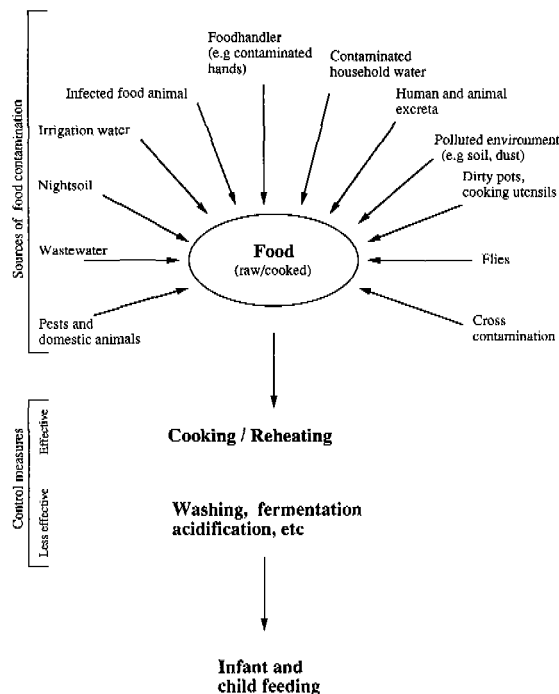 Sources of food contamination
Foodhandler
(e.g contaminated
hands)
Contaminated
household water
Infected food animal
Human and animal
excreta
Irrigation water
Polluted environment
(e.g soil, dust)
Nightsoil
Dirty pots,
cooking utensils
Food
(raw/cooked)
Wastewater
Flies
Pests and
domestic animals
Cross
contamination
Control measures
Effective
Cooking / Reheating
Less effective
Washing, fermentation
acidification, etc
Infant and
child feeding